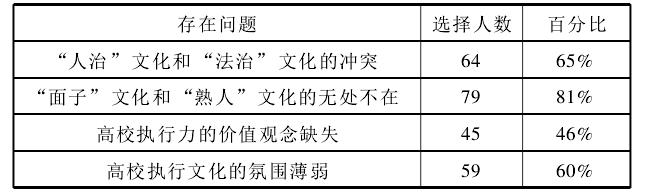 存在问题 选择人数 百分比
“人治”文化和“法治”文化的冲突 64 65%
“面子”文化和“熟人”文化的无处不在 79 81%
高校执行力的价值观念缺失 45 46%
高校执行文化的氛围薄弱 59 60%